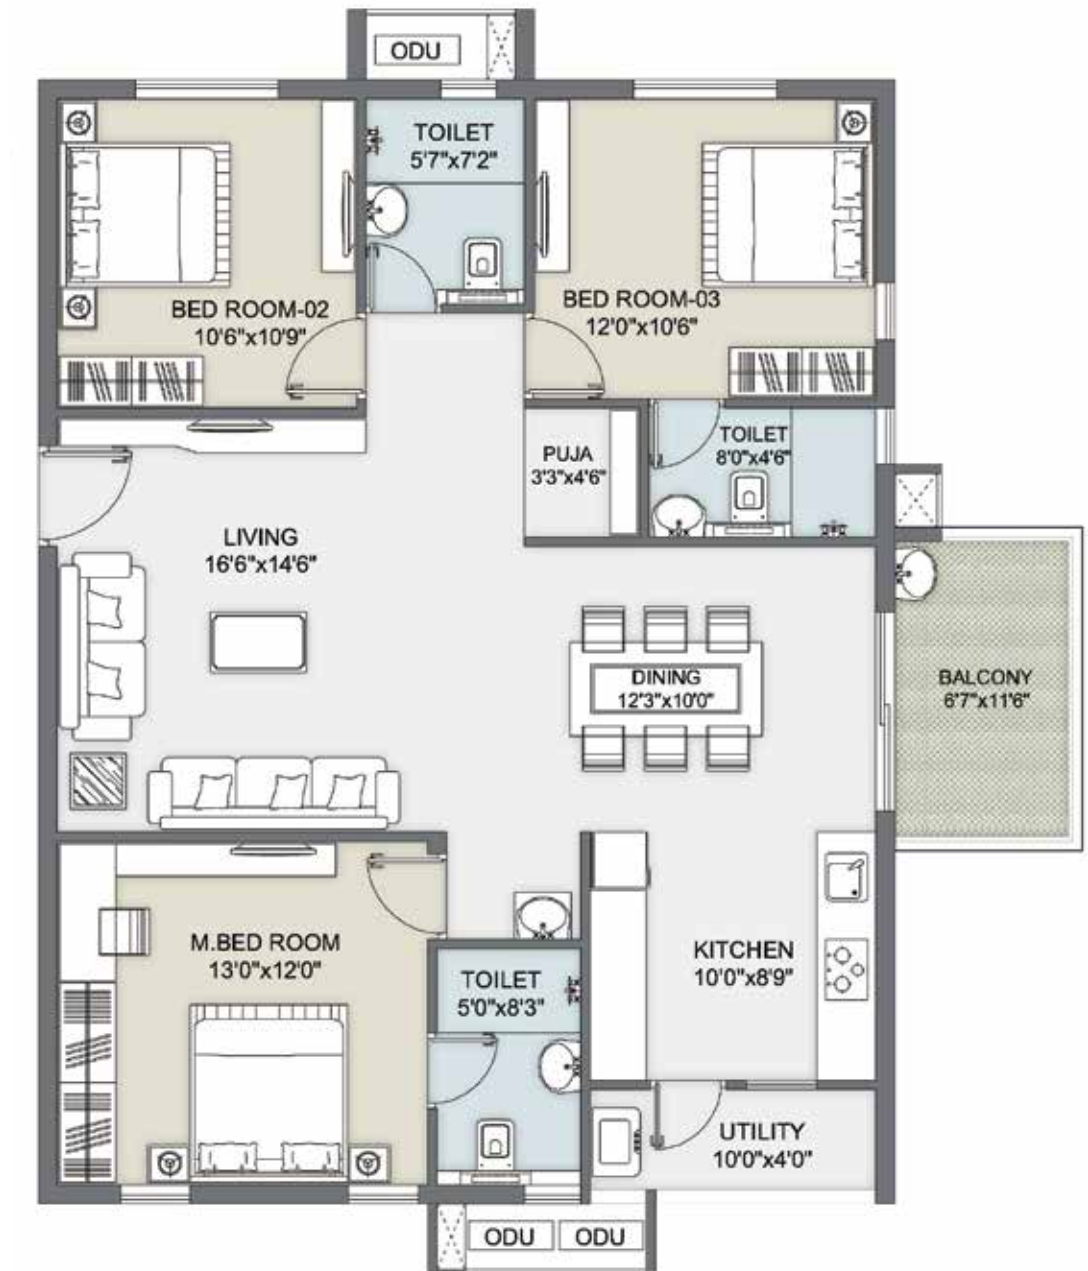 ODU
TOILET
5'7"x7'2"
BED ROOM-02
10'6"x10'9"
BED ROOM-03
12'0"x10'6"
PUJA
3'3"x4'6"
TOILET
8'0"x4'6"
LIVING
16'6"x14'6"
DINING
12'3"x10'0"
BALCONY
6'7"x11'6"
M.BED ROOM
13'0"x12'0"
TOILET
5'0"x8'3"
KITCHEN
10'0"x8'9"
UTILITY
10'0"x4'0"
ODU
ODU